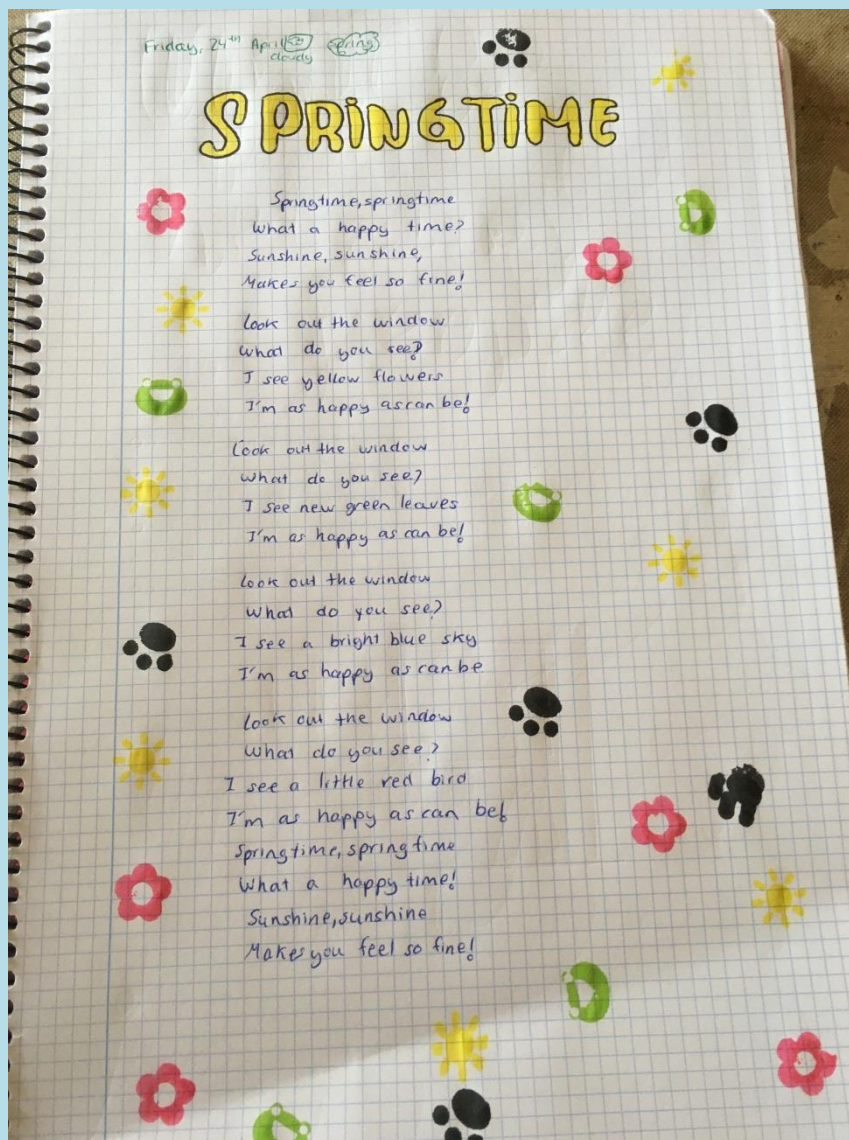 Friday, 24th April cloudy spring
SPRINGTIME
Springtime, springtime
What a happy time?
Sunshine, sunshine,
Makes you feel so fine!
Look out the window
What do you see?
I see yellow flowers
I'm as happy as can be!
Look out the window
What do you see?
I see new green leaves
I'm as happy as can be!
Look out the window
What do you see?
I see a bright blue sky
I'm as happy as can be
Look out the window
What do you see?
I see a little red bird
I'm as happy as can be!
Springtime, springtime
What a happy time!
Sunshine, sunshine
Makes you feel so fine!